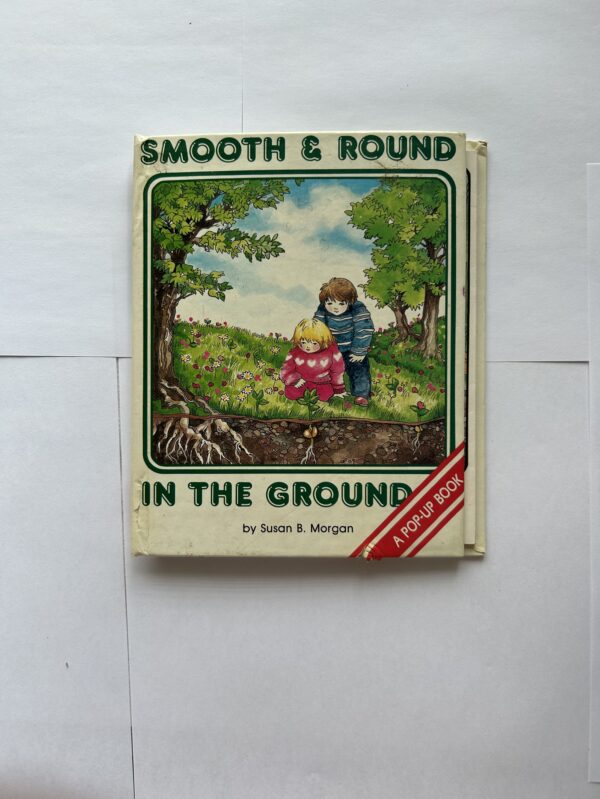 SMOOTH & ROUND
IN THE GROUND
by Susan B. Morgan
A POP-UP BOOK